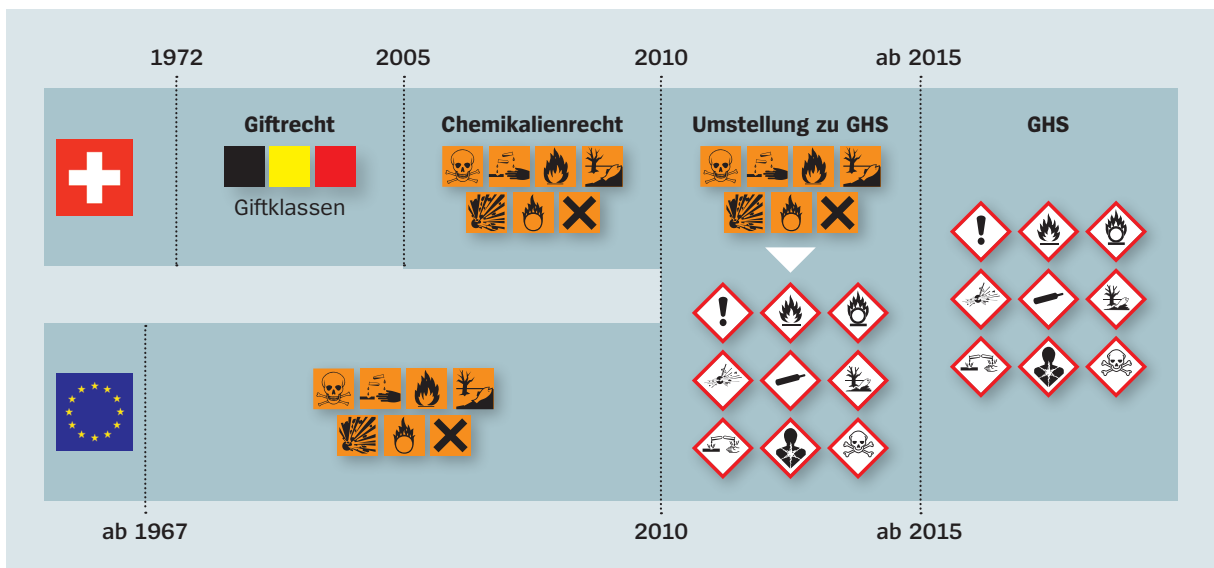 1972
2005
2010
ab 2015
Giftrecht
Chemikalienrecht
Umstellung zu GHS
GHS
Giftklassen
ab 1967
2010
ab 2015